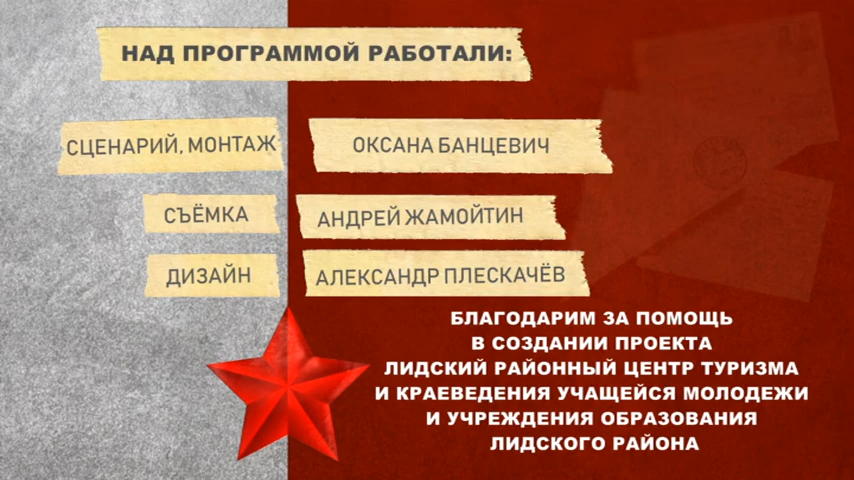 НАД ПРОГРАММОЙ РАБОТАЛИ:
СЦЕНАРИЙ, МОНТАЖ ОКСАНА БАНЦЕВИЧ
СЪЁМКА АНДРЕЙ ЖАМОЙТИН
ДИЗАЙН АЛЕКСАНДР ПЛЕСКАЧЁВ
БЛАГОДАРИМ ЗА ПОМОЩЬ
В СОЗДАНИИ ПРОЕКТА
ЛИДСКИЙ РАЙОННЫЙ ЦЕНТР ТУРИЗМА
И КРАЕВЕДЕНИЯ УЧАЩЕЙСЯ МОЛОДЕЖИ
И УЧРЕЖДЕНИЯ ОБРАЗОВАНИЯ
ЛИДСКОГО РАЙОНА